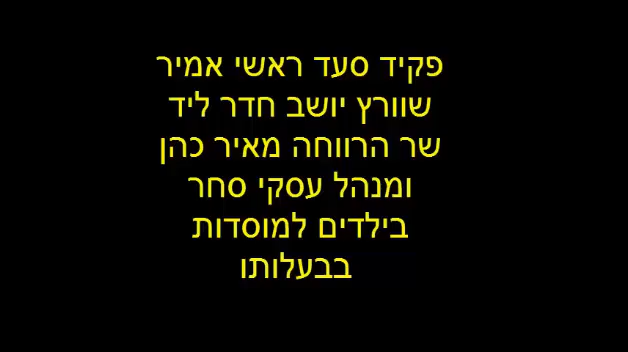 פקיד סעד ראשי אמיר
שוורץ יושב חדר ליד
שר הרווחה מאיר כהן
ומנהל עסקי סחר
בילדים למוסדות
בבעלותו